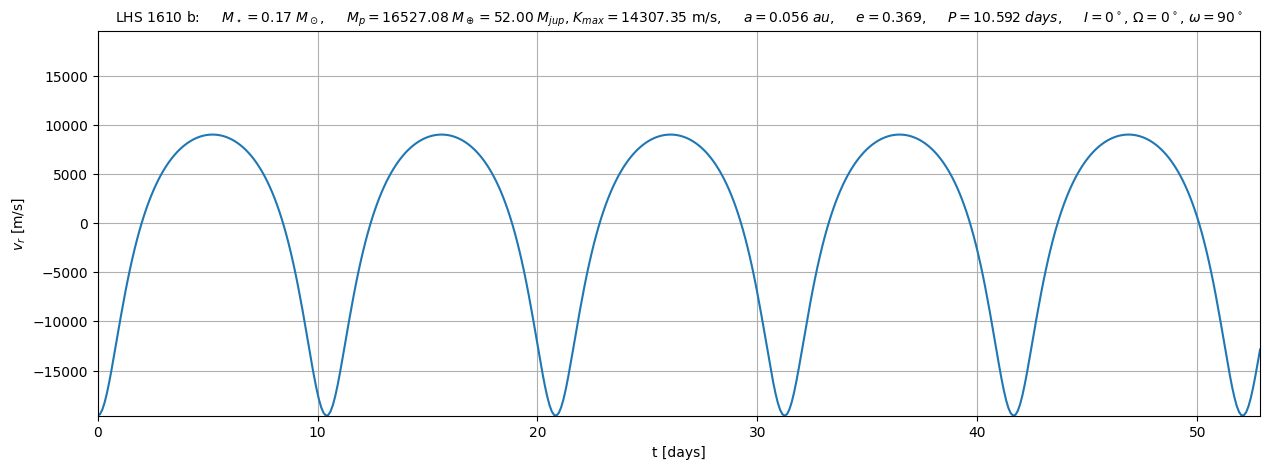 LHS 1610 b: M⋆ = 0.17 M⊙, Mp = 16527.08 M⊕ = 52.00 Mjup, Kmax = 14307.35 m/s, a = 0.056 au, e = 0.369, P = 10.592 days, I = 0°, Ω = 0°, ω = 90°
15000
10000
5000
0
−5000
−10000
−15000
vr [m/s]
0 10 20 30 40 50
t [days]